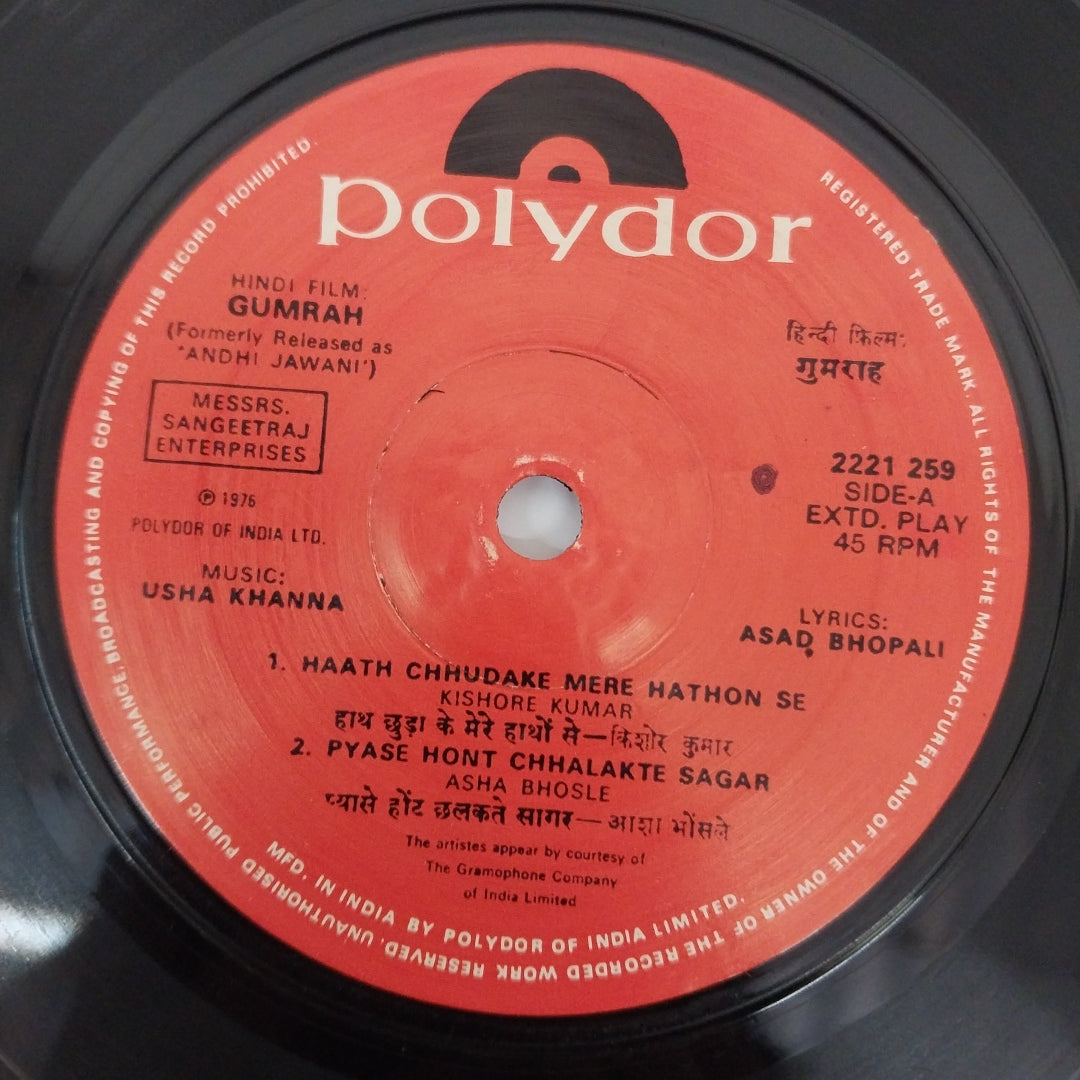 polydor
HINDI FILM:
GUMRAH
(Formerly Released as
'ANDHI JAWANI')
MESSRS.
SANGEETRAJ
ENTERPRISES
℗ 1976
POLYDOR OF INDIA LTD.
MUSIC:
USHA KHANNA
हिन्दी फ़िल्म:
गुमराह
2221 259
SIDE-A
EXTD. PLAY
45 RPM
LYRICS:
ASAD BHOPALI
1. HAATH CHHUDAKE MERE HATHON SE
KISHORE KUMAR
हाथ छुड़ा के मेरे हाथों से—किशोर कुमार
2. PYASE HONT CHHALAKTE SAGAR
ASHA BHOSLE
प्यासे होंट छलकते सागर—आशा भोंसले
The artistes appear by courtesy of
The Gramophone Company
of India Limited
MFD. IN INDIA BY POLYDOR OF INDIA LIMITED.
REGISTERED TRADE MARK. ALL RIGHTS OF THE MANUFACTURER AND OF THE OWNER OF THE RECORDED WORK RESERVED. UNAUTHORISED PUBLIC PERFORMANCE, BROADCASTING AND COPYING OF THIS RECORD PROHIBITED.